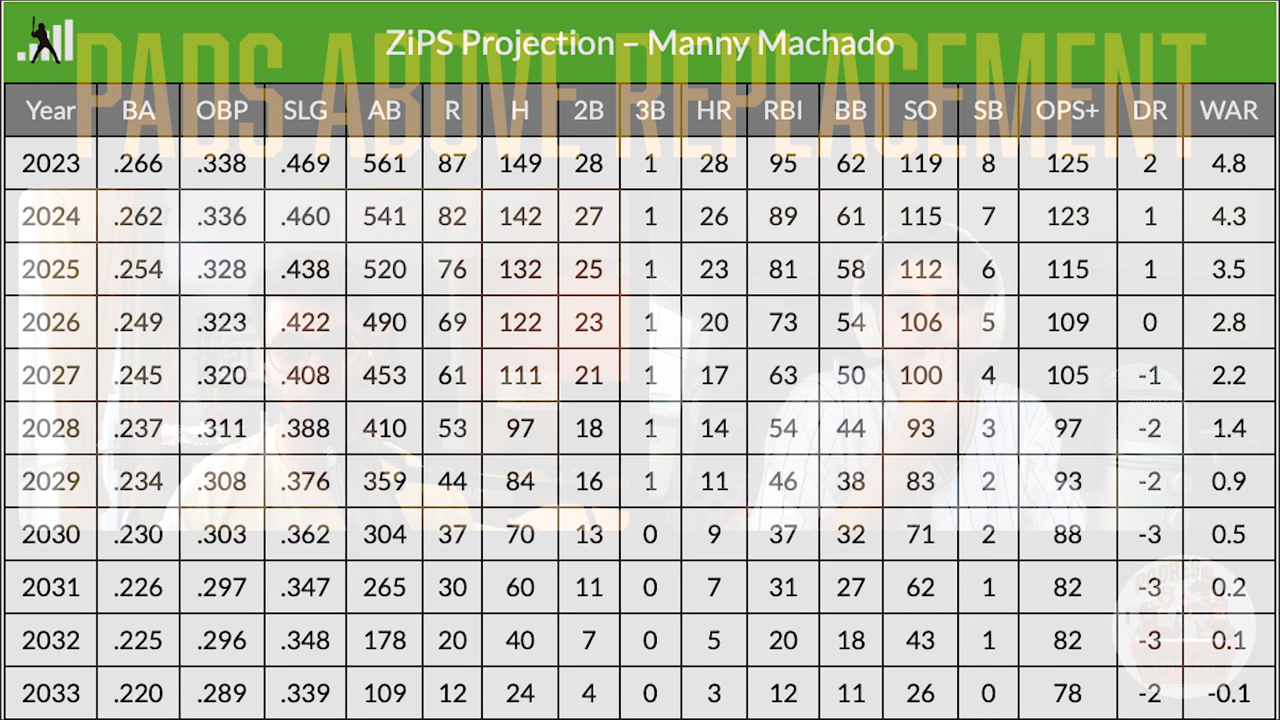 PADS ABOVE REPLACEMENT
ZiPS Projection – Manny Machado
Year BA OBP SLG AB R H 2B 3B HR RBI BB SO SB OPS+ DR WAR
2023 .266 .338 .469 561 87 149 28 1 28 95 62 119 8 125 2 4.8
2024 .262 .336 .460 541 82 142 27 1 26 89 61 115 7 123 1 4.3
2025 .254 .328 .438 520 76 132 25 1 23 81 58 112 6 115 1 3.5
2026 .249 .323 .422 490 69 122 23 1 20 73 54 106 5 109 0 2.8
2027 .245 .320 .408 453 61 111 21 1 17 63 50 100 4 105 -1 2.2
2028 .237 .311 .388 410 53 97 18 1 14 54 44 93 3 97 -2 1.4
2029 .234 .308 .376 359 44 84 16 1 11 46 38 83 2 93 -2 0.9
2030 .230 .303 .362 304 37 70 13 0 9 37 32 71 2 88 -3 0.5
2031 .226 .297 .347 265 30 60 11 0 7 31 27 62 1 82 -3 0.2
2032 .225 .296 .348 178 20 40 7 0 5 20 18 43 1 82 -3 0.1
2033 .220 .289 .339 109 12 24 4 0 3 12 11 26 0 78 -2 -0.1